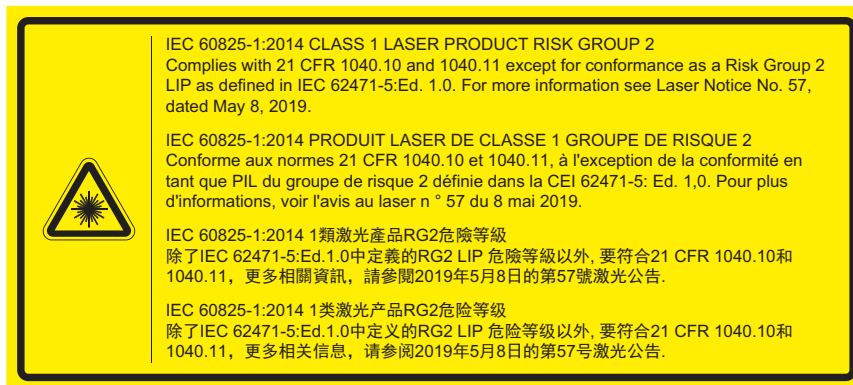 IEC 60825-1:2014 CLASS 1 LASER PRODUCT RISK GROUP 2
Complies with 21 CFR 1040.10 and 1040.11 except for conformance as a Risk Group 2
LIP as defined in IEC 62471-5:Ed. 1.0. For more information see Laser Notice No. 57,
dated May 8, 2019.
IEC 60825-1:2014 PRODUIT LASER DE CLASSE 1 GROUPE DE RISQUE 2
Conforme aux normes 21 CFR 1040.10 et 1040.11, à l'exception de la conformité en
tant que PIL du groupe de risque 2 définie dans la CEI 62471-5: Ed. 1,0. Pour plus
d'informations, voir l'avis au laser n ° 57 du 8 mai 2019.
IEC 60825-1:2014 1類激光產品RG2危險等級
除了IEC 62471-5:Ed.1.0中定義的RG2 LIP 危險等級以外, 要符合21 CFR 1040.10和
1040.11，更多相關資訊，請參閱2019年5月8日的第57號激光公告.
IEC 60825-1:2014 1类激光产品RG2危险等级
除了IEC 62471-5:Ed.1.0中定义的RG2 LIP 危险等级以外, 要符合21 CFR 1040.10和
1040.11，更多相关信息，请参阅2019年5月8日的第57号激光公告.